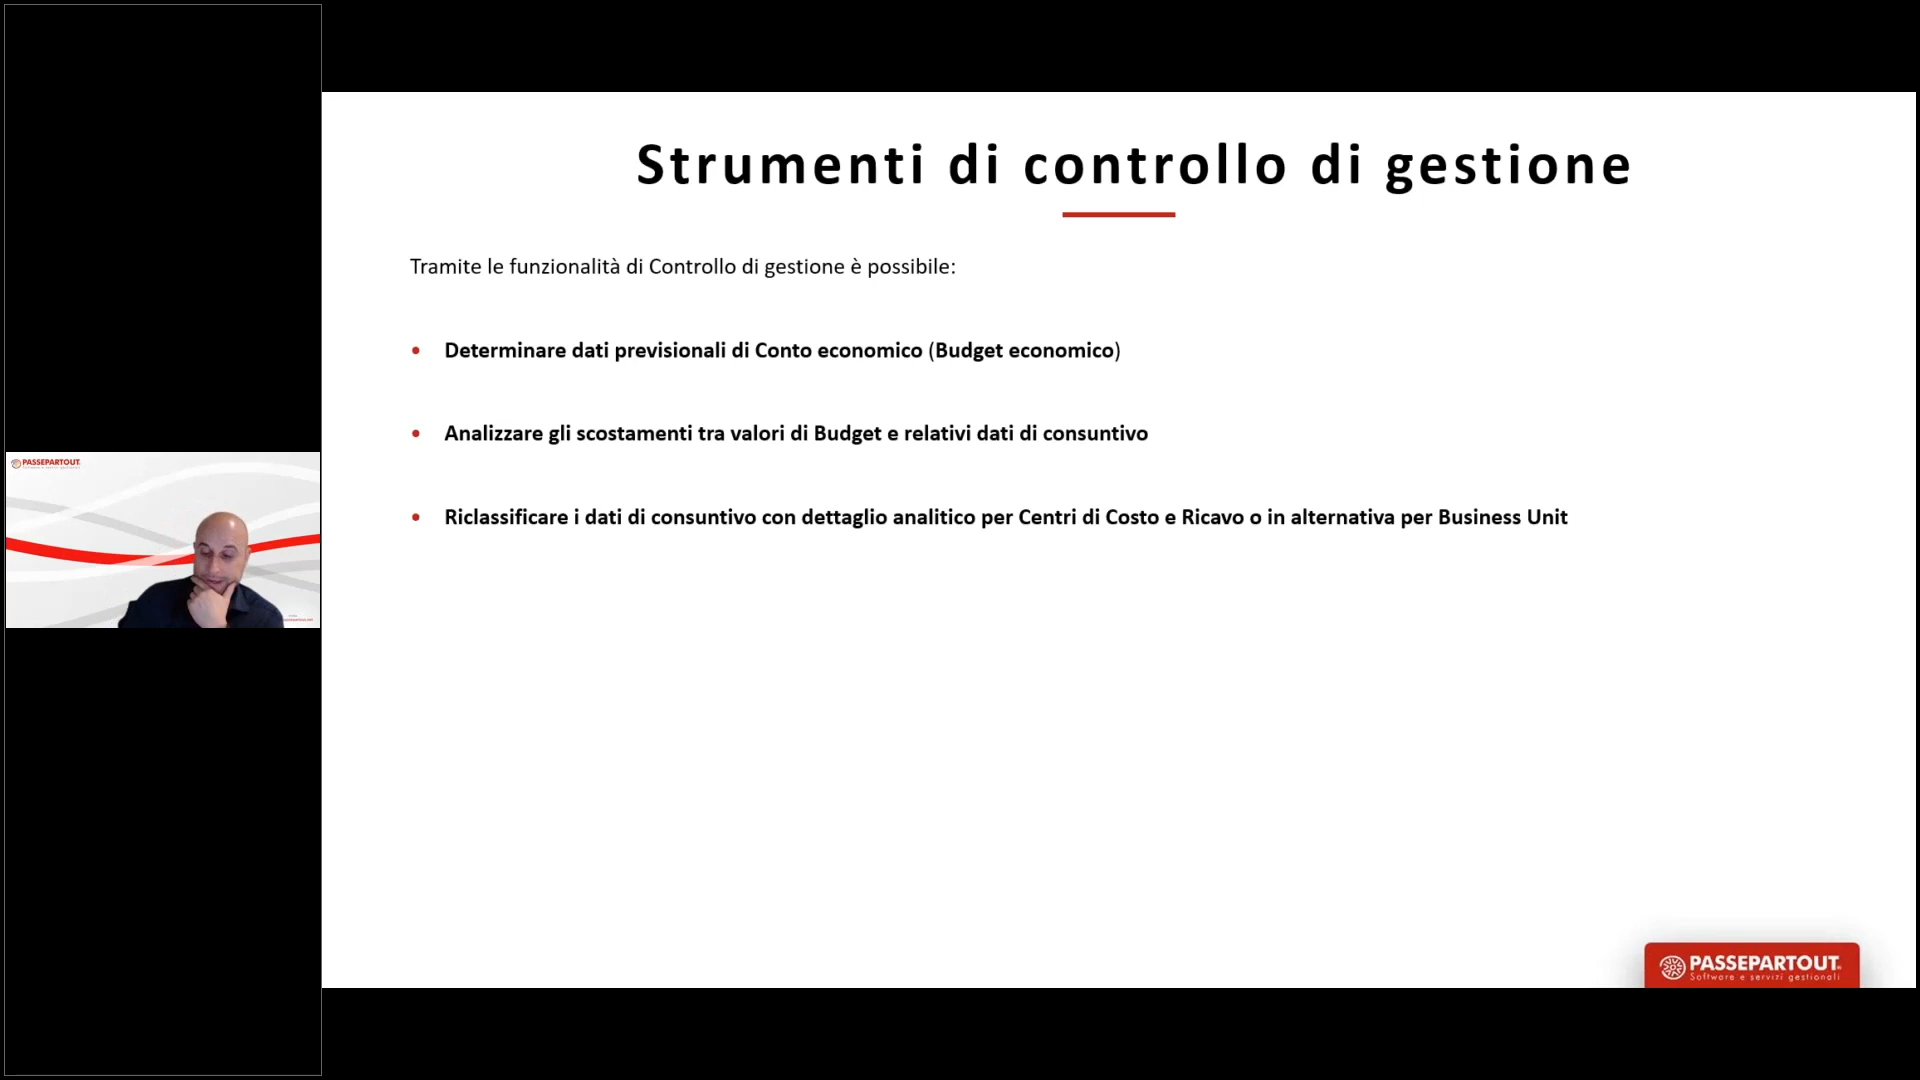 Strumenti di controllo di gestione
Tramite le funzionalità di Controllo di gestione è possibile:
• Determinare dati previsionali di Conto economico (Budget economico)
• Analizzare gli scostamenti tra valori di Budget e relativi dati di consuntivo
• Riclassificare i dati di consuntivo con dettaglio analitico per Centri di Costo e Ricavo o in alternativa per Business Unit
PASSEPARTOUT
PASSEPARTOUT
Software e servizi gestionali